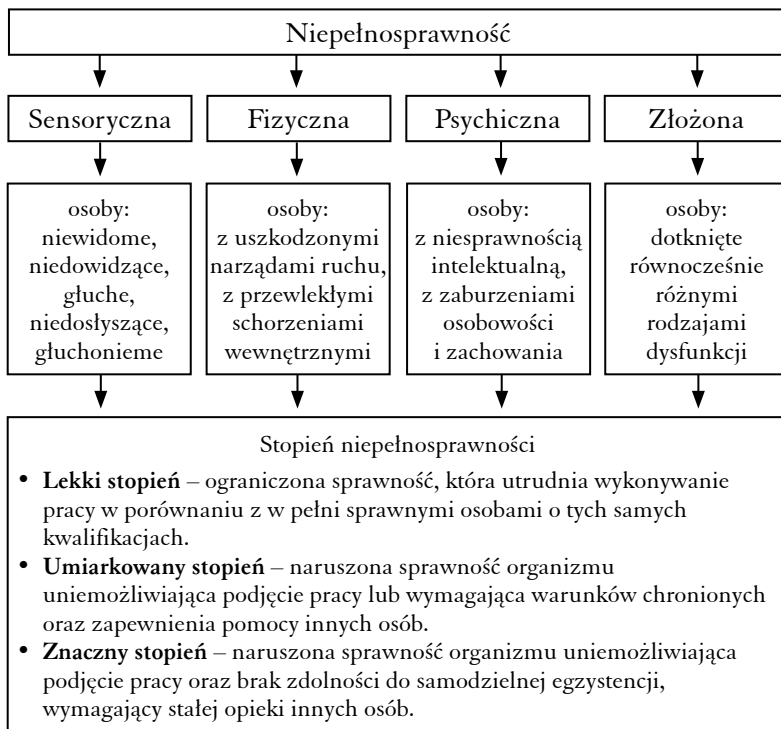 Niepełnosprawność
Sensoryczna
Fizyczna
Psychiczna
Złożona
osoby:
niewidome,
niedowidzące,
głuche,
niedosłyszące,
głuchonieme
osoby:
z uszkodzonymi
narządami ruchu,
z przewlekłymi
schorzeniami
wewnętrznymi
osoby:
z niesprawnością
intelektualną,
z zaburzeniami
osobowości
i zachowania
osoby:
dotknięte
równocześnie
różnymi
rodzajami
dysfunkcji
Stopień niepełnosprawności
• Lekki stopień – ograniczona sprawność, która utrudnia wykonywanie
pracy w porównaniu z w pełni sprawnymi osobami o tych samych
kwalifikacjach.
• Umiarkowany stopień – naruszona sprawność organizmu
uniemożliwiająca podjęcie pracy lub wymagająca warunków chronionych
oraz zapewnienia pomocy innych osób.
• Znaczny stopień – naruszona sprawność organizmu uniemożliwiająca
podjęcie pracy oraz brak zdolności do samodzielnej egzystencji,
wymagający stałej opieki innych osób.